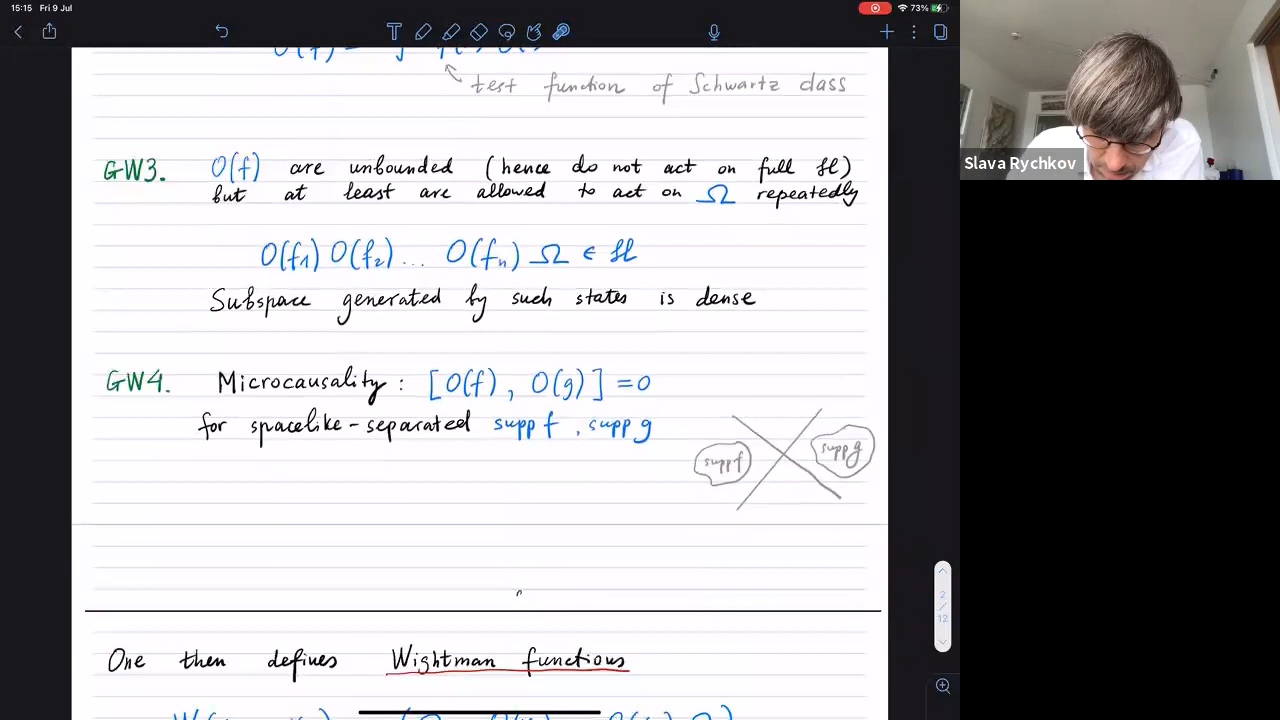 15:15 Fri 9 Jul
73%
test function of Schwartz class
GW3. O(f) are unbounded (hence do not act on full ℋ)
but at least are allowed to act on Ω repeatedly
O(f₁) O(f₂) ... O(fₙ) Ω ∈ ℋ
Subspace generated by such states is dense
GW4. Microcausality : [O(f), O(g)] = 0
for spacelike-separated supp f, supp g
supp f
supp g
One then defines Wightman functions
2
/
12
Slava Rychkov